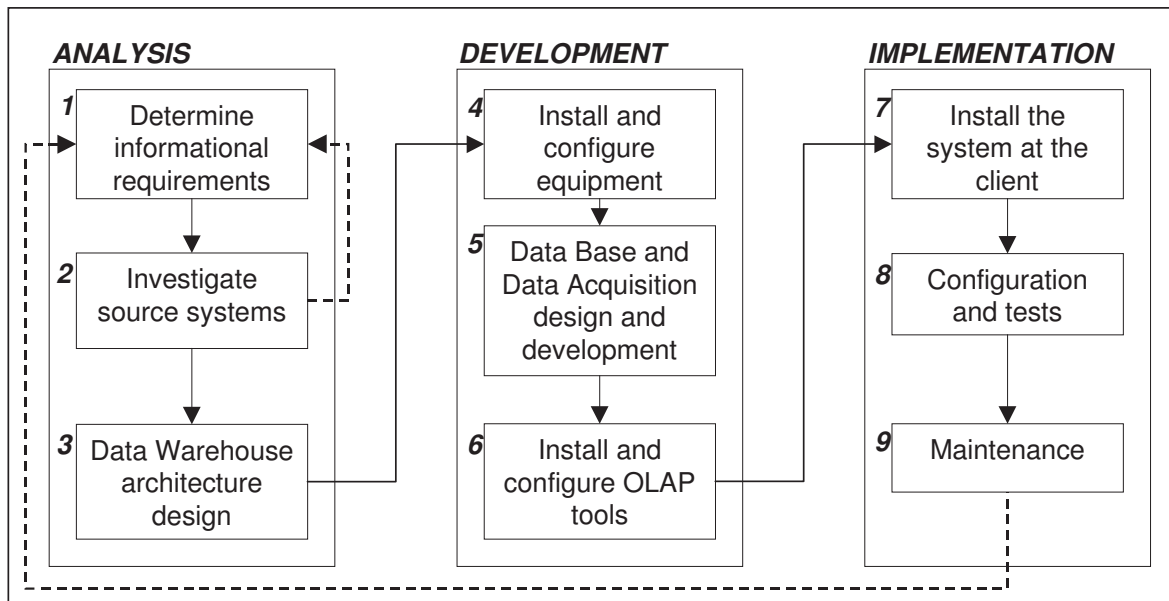 ANALYSIS
1
Determine
informational
requirements
2
Investigate
source systems
3
Data Warehouse
architecture
design
DEVELOPMENT
4
Install and
configure
equipment
5
Data Base and
Data Acquisition
design and
development
6
Install and
configure OLAP
tools
IMPLEMENTATION
7
Install the
system at the
client
8
Configuration
and tests
9
Maintenance